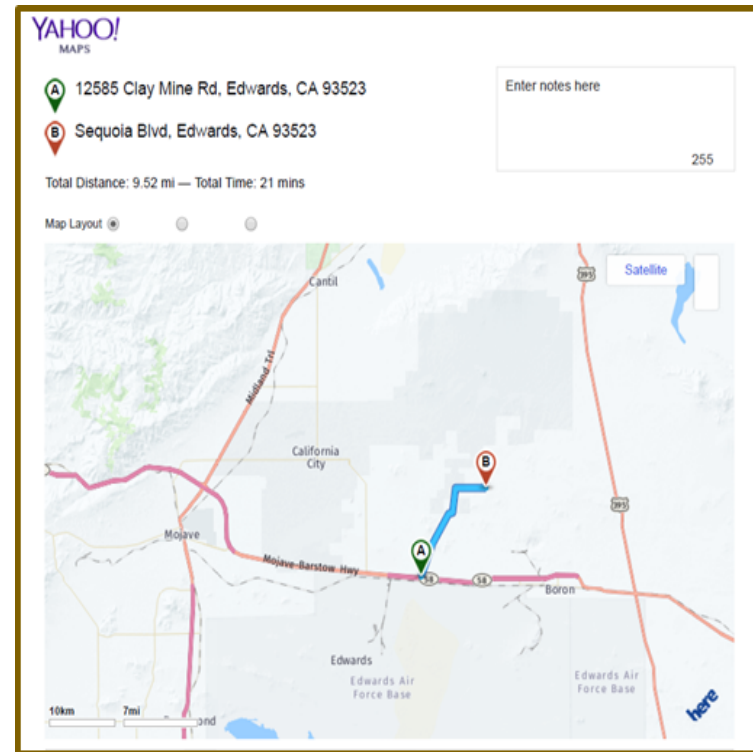 YAHOO!
MAPS
A 12585 Clay Mine Rd, Edwards, CA 93523
B Sequoia Blvd, Edwards, CA 93523
Enter notes here
255
Total Distance: 9.52 mi — Total Time: 21 mins
Map Layout
395
Satellite
Cantil
Midland Trl
California
City
B
395
Mojave
A
Mojave-Barstow Hwy
58
58
Boron
Edwards
Edwards Air
Force Base
Edwards Air
Force Base
here
10km
7mi
ond